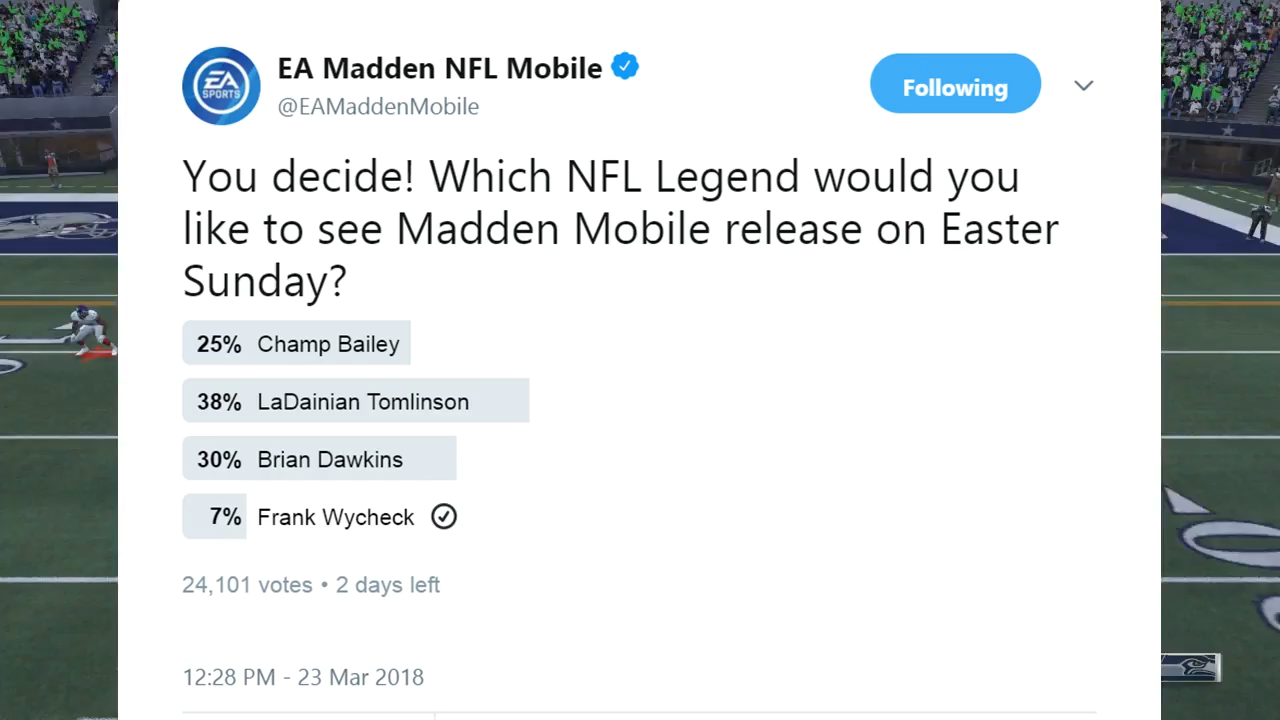 EA Madden NFL Mobile
@EAMaddenMobile
EA
SPORTS
Following
You decide! Which NFL Legend would you
like to see Madden Mobile release on Easter
Sunday?
25% Champ Bailey
38% LaDainian Tomlinson
30% Brian Dawkins
7% Frank Wycheck
24,101 votes • 2 days left
12:28 PM - 23 Mar 2018